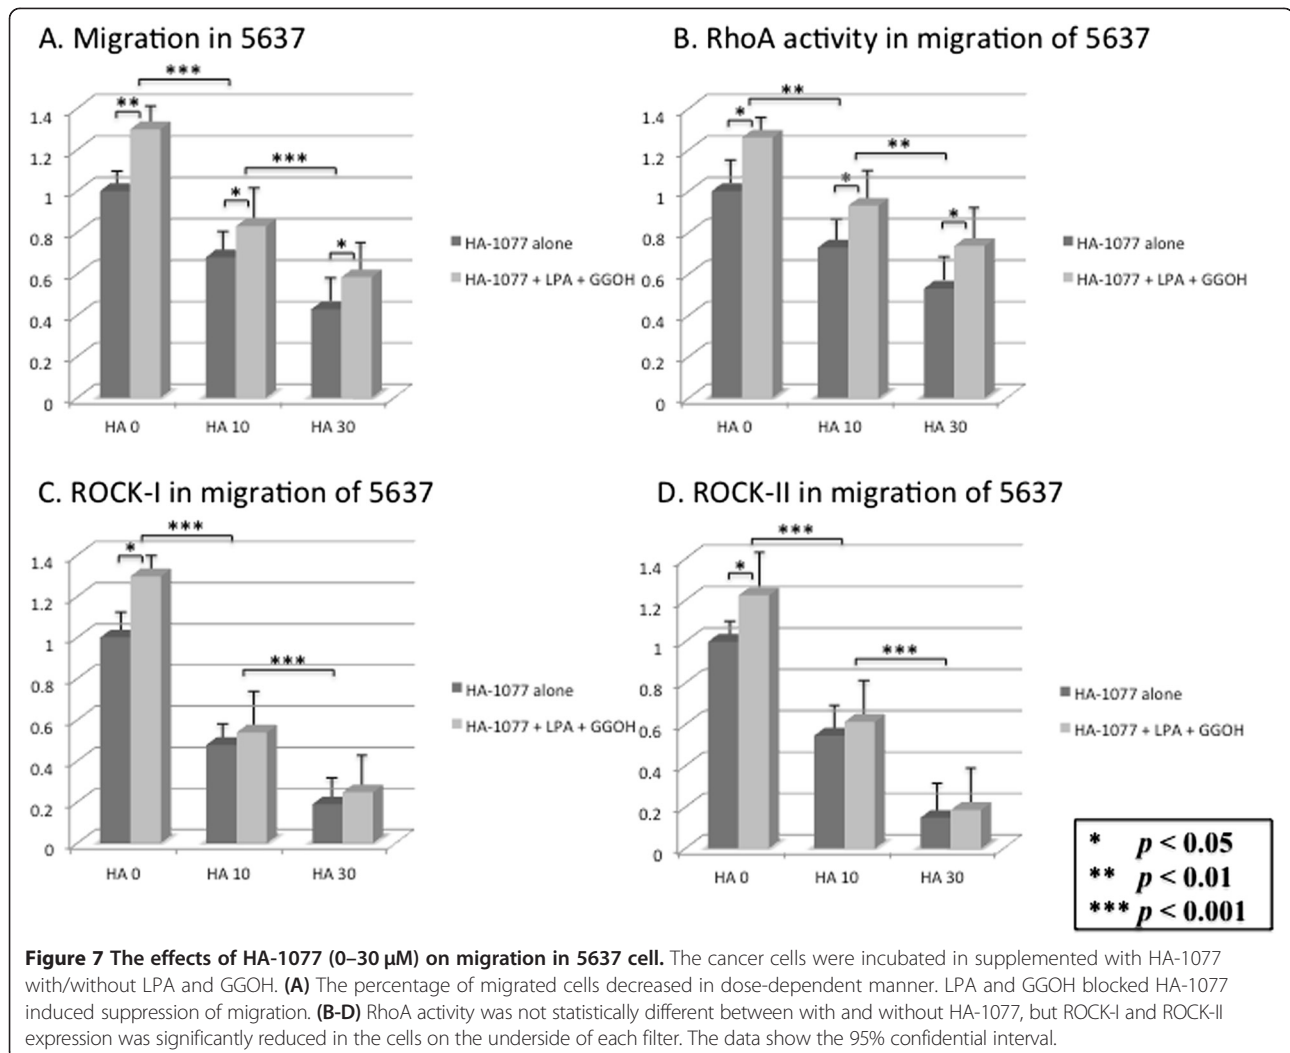 A. Migration in 5637
***
**
1.4
1.2
1
0.8
0.6
0.4
0.2
0
***
*
*
HA 0
HA 10
HA 30
HA-1077 alone
HA-1077 + LPA + GGOH
B. RhoA activity in migration of 5637
**
*
1.4
1.2
1
0.8
0.6
0.4
0.2
0
**
*
*
HA 0
HA 10
HA 30
HA-1077 alone
HA-1077 + LPA + GGOH
C. ROCK-I in migration of 5637
***
*
1.4
1.2
1
0.8
0.6
0.4
0.2
0
***
HA 0
HA 10
HA 30
HA-1077 alone
HA-1077 + LPA + GGOH
D. ROCK-II in migration of 5637
***
*
1.4
1.2
1
0.8
0.6
0.4
0.2
0
***
HA 0
HA 10
HA 30
HA-1077 alone
HA-1077 + LPA + GGOH
* p < 0.05
** p < 0.01
*** p < 0.001
Figure 7 The effects of HA-1077 (0–30 μM) on migration in 5637 cell. The cancer cells were incubated in supplemented with HA-1077
with/without LPA and GGOH. (A) The percentage of migrated cells decreased in dose-dependent manner. LPA and GGOH blocked HA-1077
induced suppression of migration. (B-D) RhoA activity was not statistically different between with and without HA-1077, but ROCK-I and ROCK-II
expression was significantly reduced in the cells on the underside of each filter. The data show the 95% confidential interval.